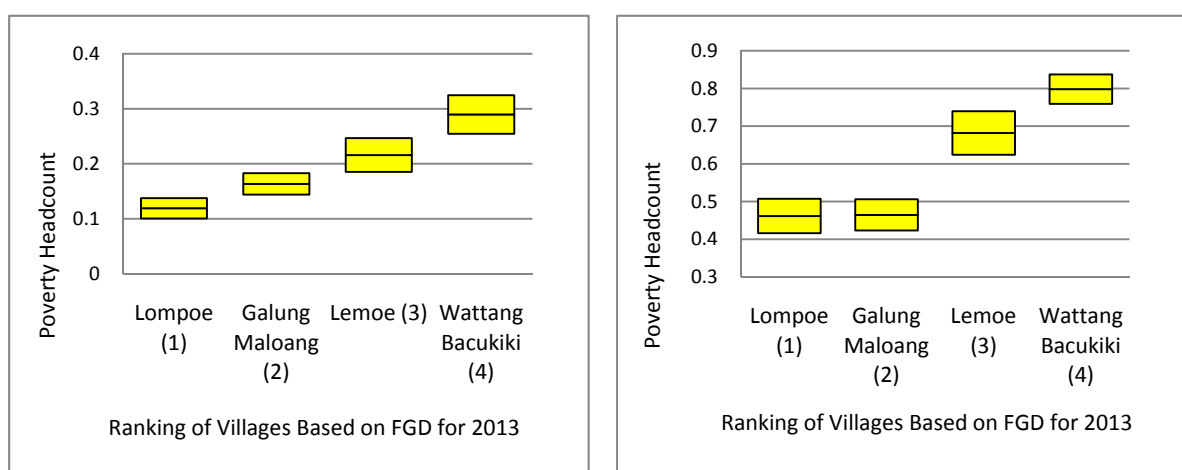 0.4
0.3
0.2
0.1
0
Poverty Headcount
Lompoe
(1)
Galung
Maloang
(2)
Lemoe (3)
Wattang
Bacukiki
(4)
Ranking of Villages Based on FGD for 2013
0.9
0.8
0.7
0.6
0.5
0.4
0.3
Poverty Headcount
Lompoe
(1)
Galung
Maloang
(2)
Lemoe
(3)
Wattang
Bacukiki
(4)
Ranking of Villages Based on FGD for 2013